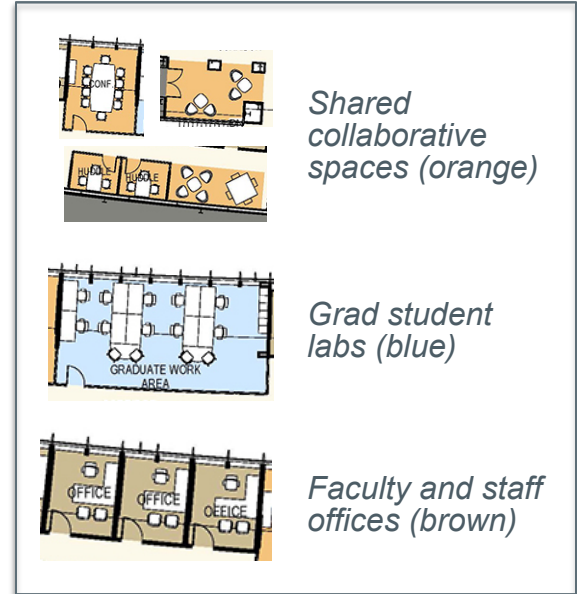 CONF.
Shared
collaborative
spaces (orange)
HUDDLE
HUDDLE
Grad student
labs (blue)
GRADUATE WORK
AREA
Faculty and staff
offices (brown)
OFFICE
OFFICE
OFFICE